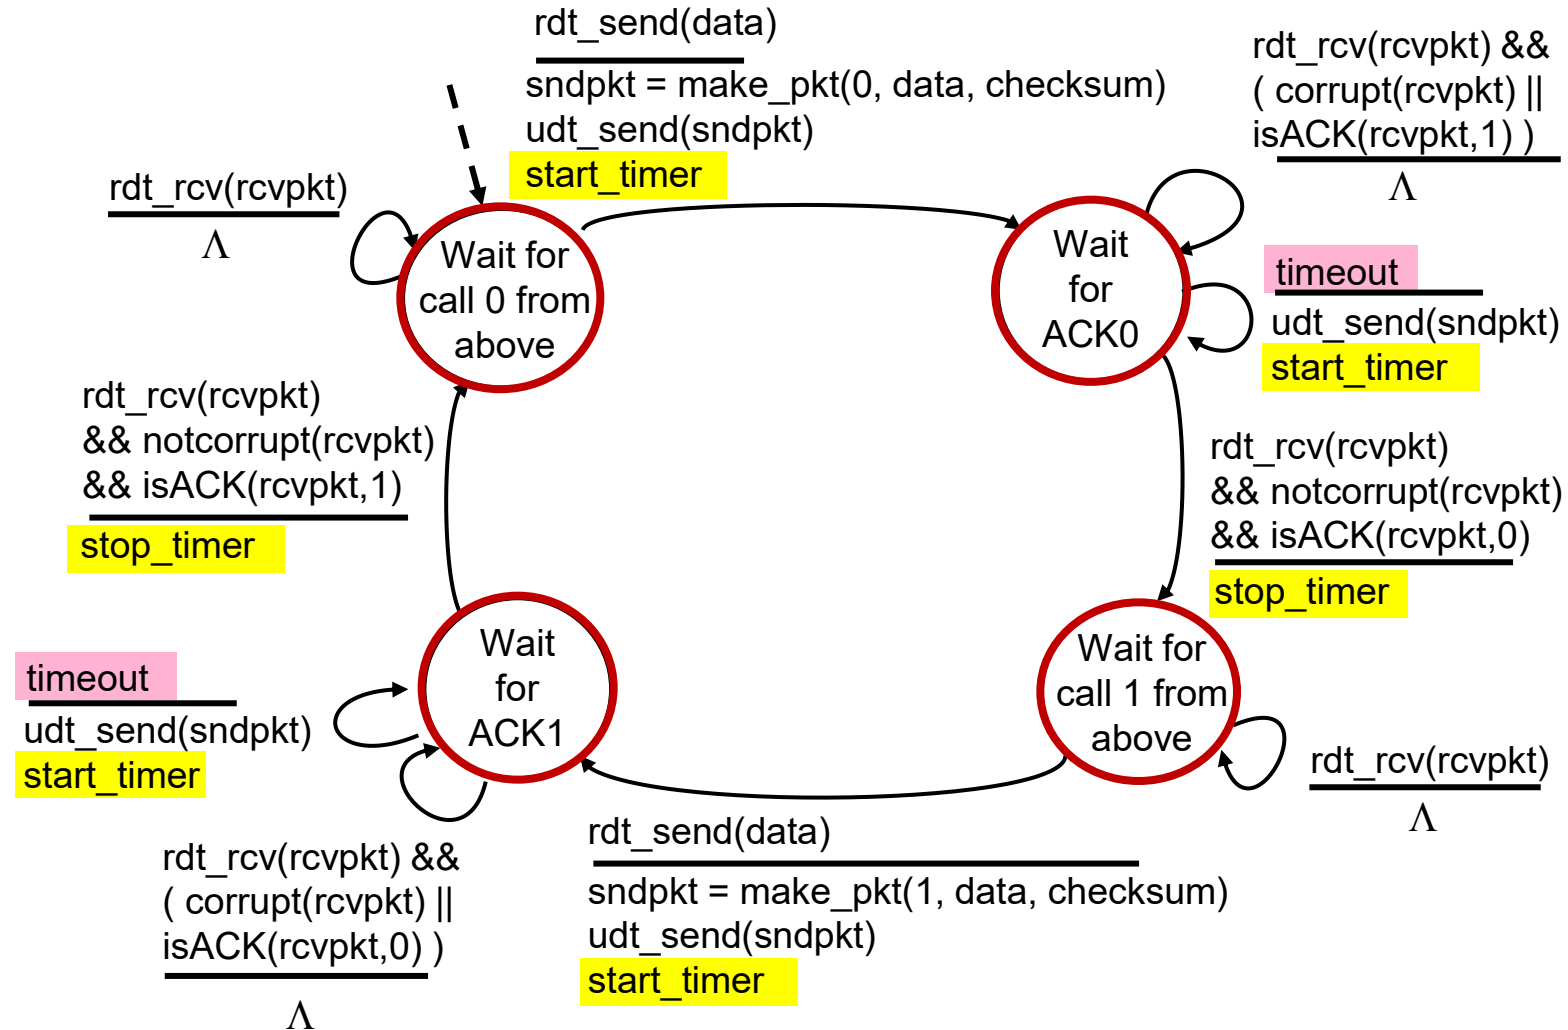 rdt_send(data)
sndpkt = make_pkt(0, data, checksum)
udt_send(sndpkt)
start_timer
rdt_rcv(rcvpkt) &&
( corrupt(rcvpkt) ||
isACK(rcvpkt,1) )
Λ
rdt_rcv(rcvpkt)
Λ
Wait for
call 0 from
above
Wait
for
ACK0
timeout
udt_send(sndpkt)
start_timer
rdt_rcv(rcvpkt)
&& notcorrupt(rcvpkt)
&& isACK(rcvpkt,1)
stop_timer
rdt_rcv(rcvpkt)
&& notcorrupt(rcvpkt)
&& isACK(rcvpkt,0)
stop_timer
timeout
udt_send(sndpkt)
start_timer
Wait
for
ACK1
Wait for
call 1 from
above
rdt_rcv(rcvpkt)
Λ
rdt_rcv(rcvpkt) &&
( corrupt(rcvpkt) ||
isACK(rcvpkt,0) )
Λ
rdt_send(data)
sndpkt = make_pkt(1, data, checksum)
udt_send(sndpkt)
start_timer